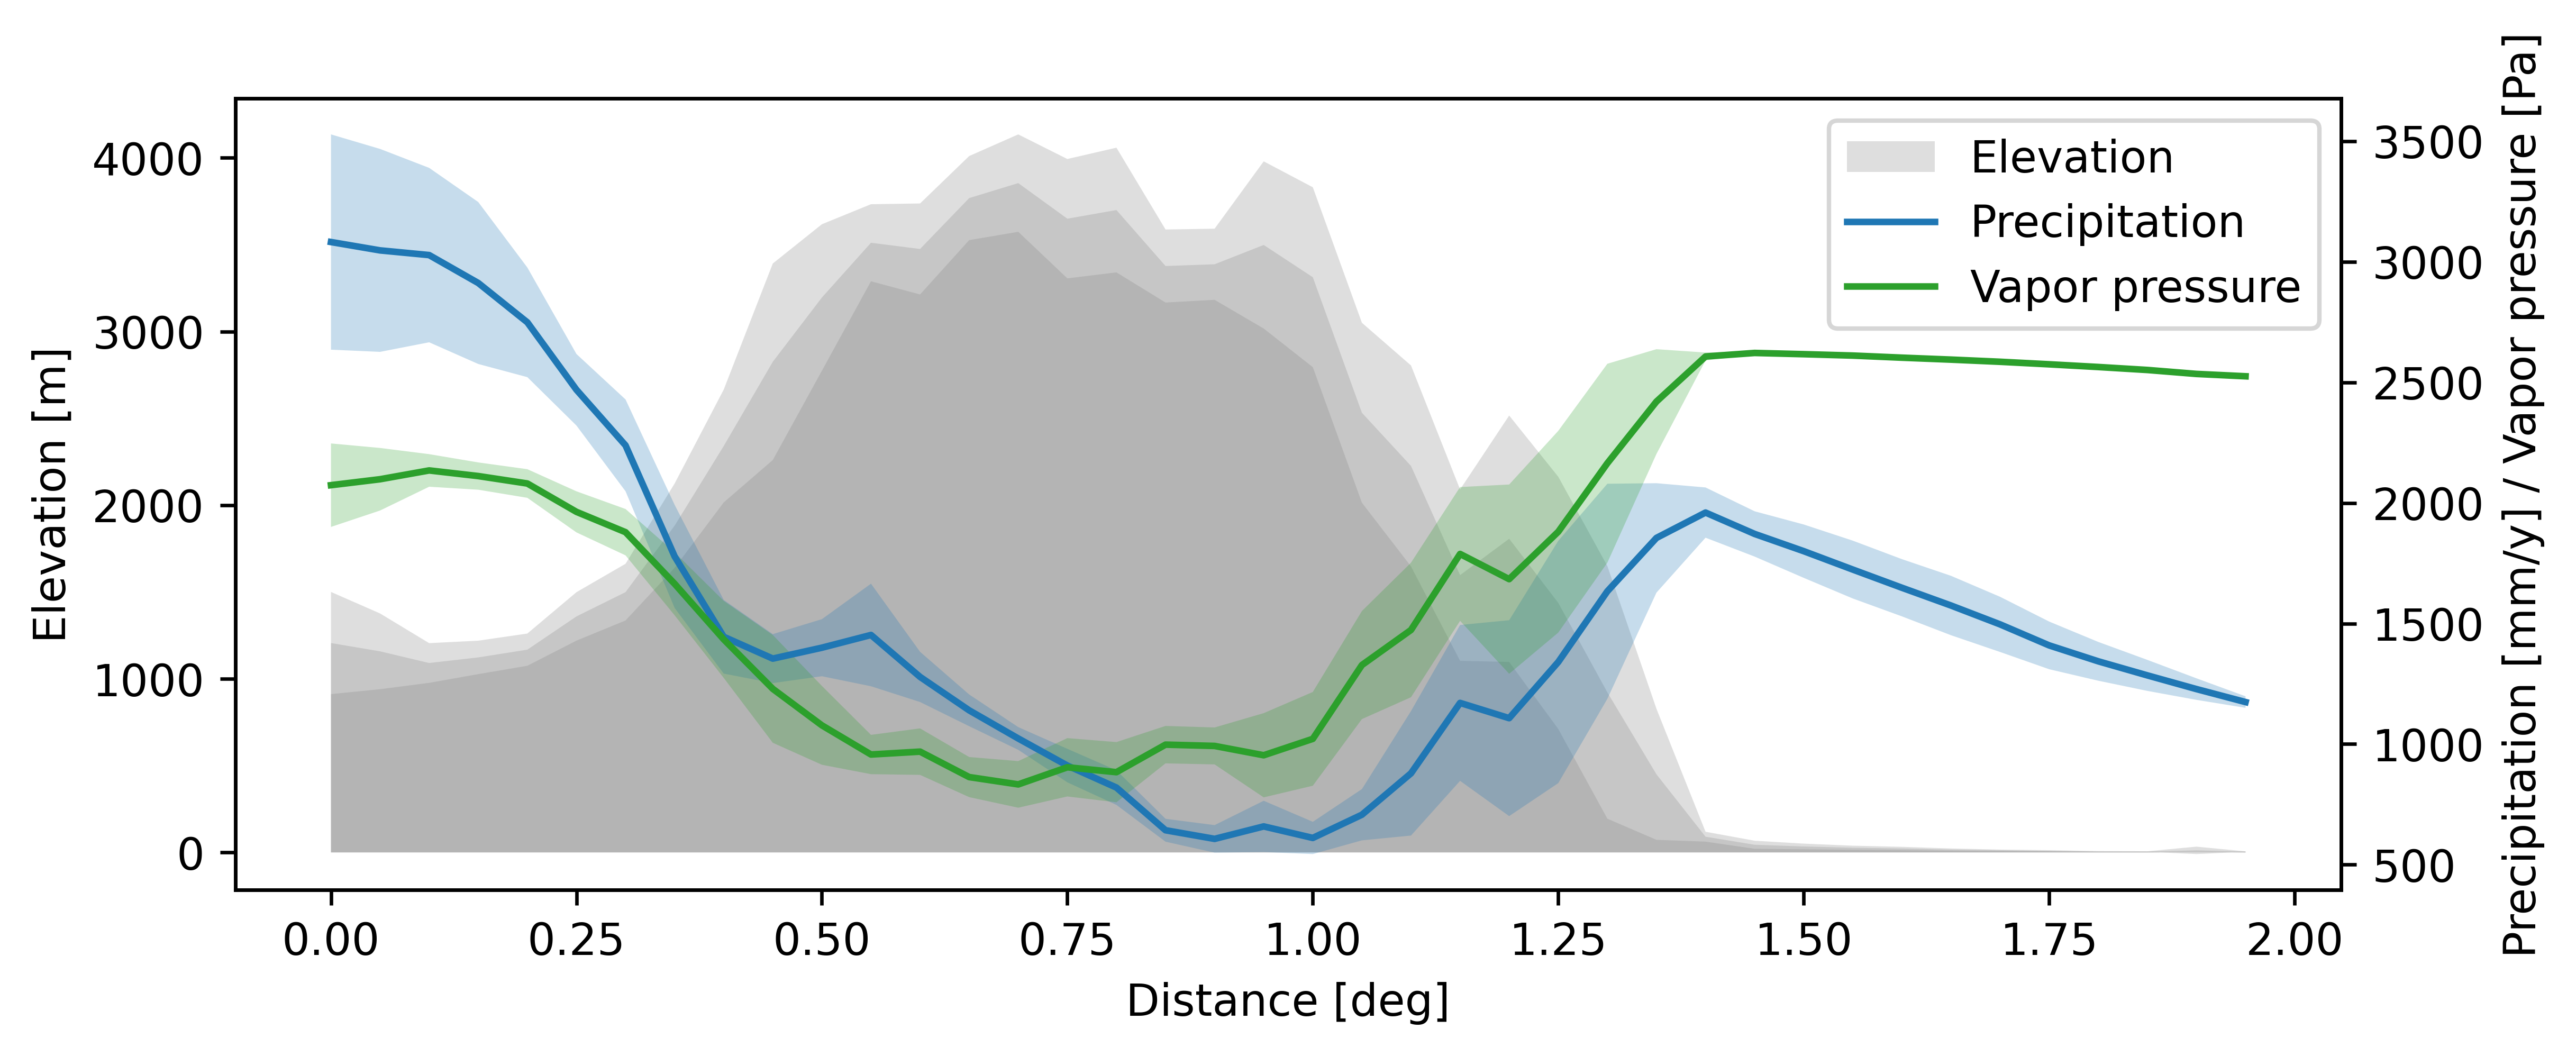 Elevation [m]
4000
3000
2000
1000
0
Elevation
Precipitation
Vapor pressure
3500
3000
2500
2000
1500
1000
500
Precipitation [mm/y] / Vapor pressure [Pa]
0.00 0.25 0.50 0.75 1.00 1.25 1.50 1.75 2.00
Distance [deg]